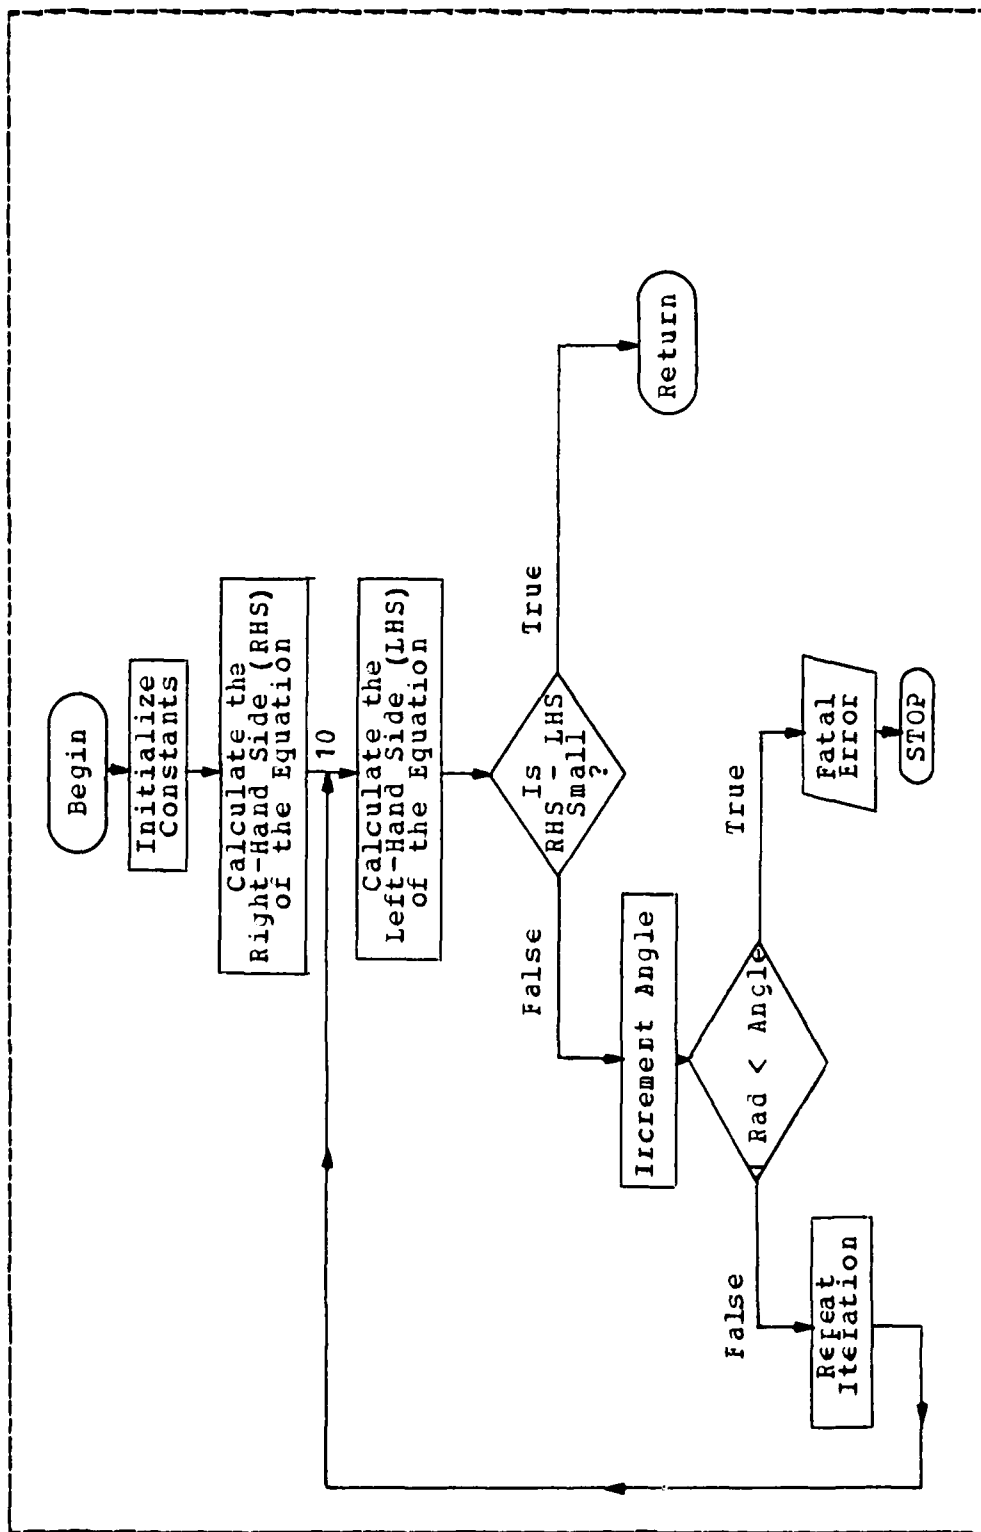 Begin
Initialize
Constants
Calculate the
Right-Hand Side (RHS)
of the Equation
10
Calculate the
Left-Hand Side (LHS)
of the Equation
Is
RHS - LHS
Small
?
True
False
Return
Increment Angle
1 Rad < Angle
True
False
Fatal
Error
STOP
Repeat
Iteration